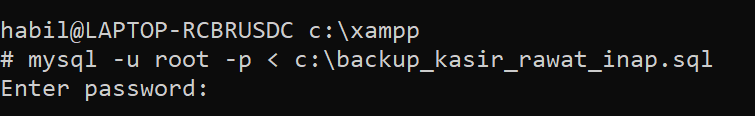 habil@LAPTOP-RCBRUSDC c:\xampp
# mysql -u root -p < c:\backup_kasir_rawat_inap.sql
Enter password: